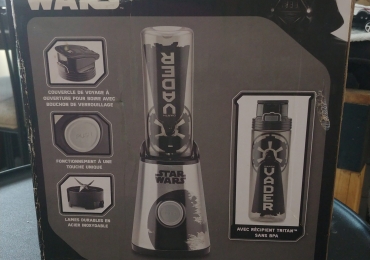 WARS
COUVERCLE DE VOYAGE À
OUVERTURE POUR BOIRE AVEC
BOUCHON DE VERROUILLAGE
FONCTIONNEMENT À UNE
TOUCHE UNIQUE
LAMES DURABLES EN
ACIER INOXYDABLE
VADER
STAR
WARS
VADER
AVEC RÉCIPIENT TRITAN™
SANS BPA